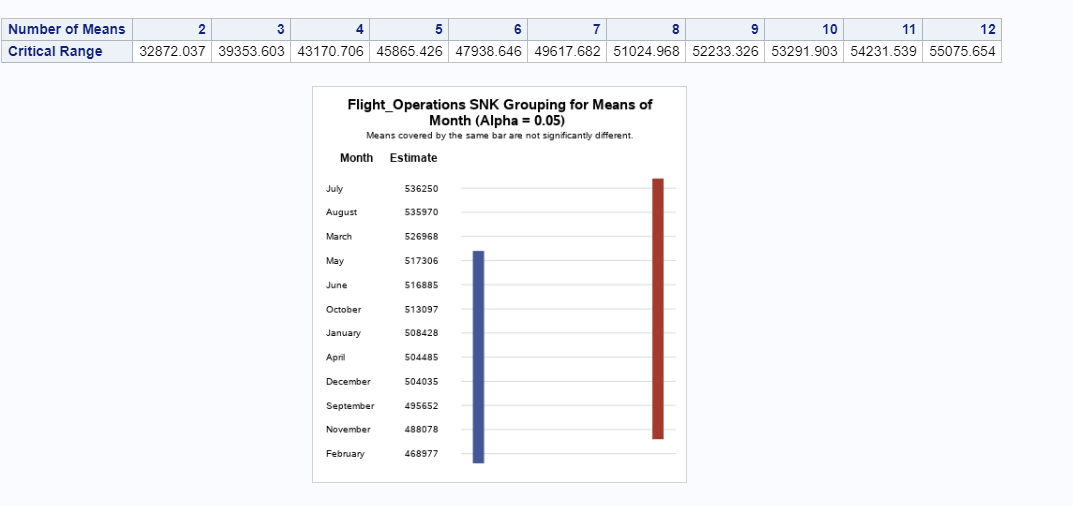 Number of Means 2 3 4 5 6 7 8 9 10 11 12
Critical Range 32872.037 39353.603 43170.706 45865.426 47938.646 49617.682 51024.968 52233.326 53291.903 54231.539 55075.654
Flight_Operations SNK Grouping for Means of
Month (Alpha = 0.05)
Means covered by the same bar are not significantly different.
Month Estimate
July 536250
August 535970
March 526968
May 517306
June 516885
October 513097
January 508428
April 504485
December 504035
September 495652
November 488078
February 468977